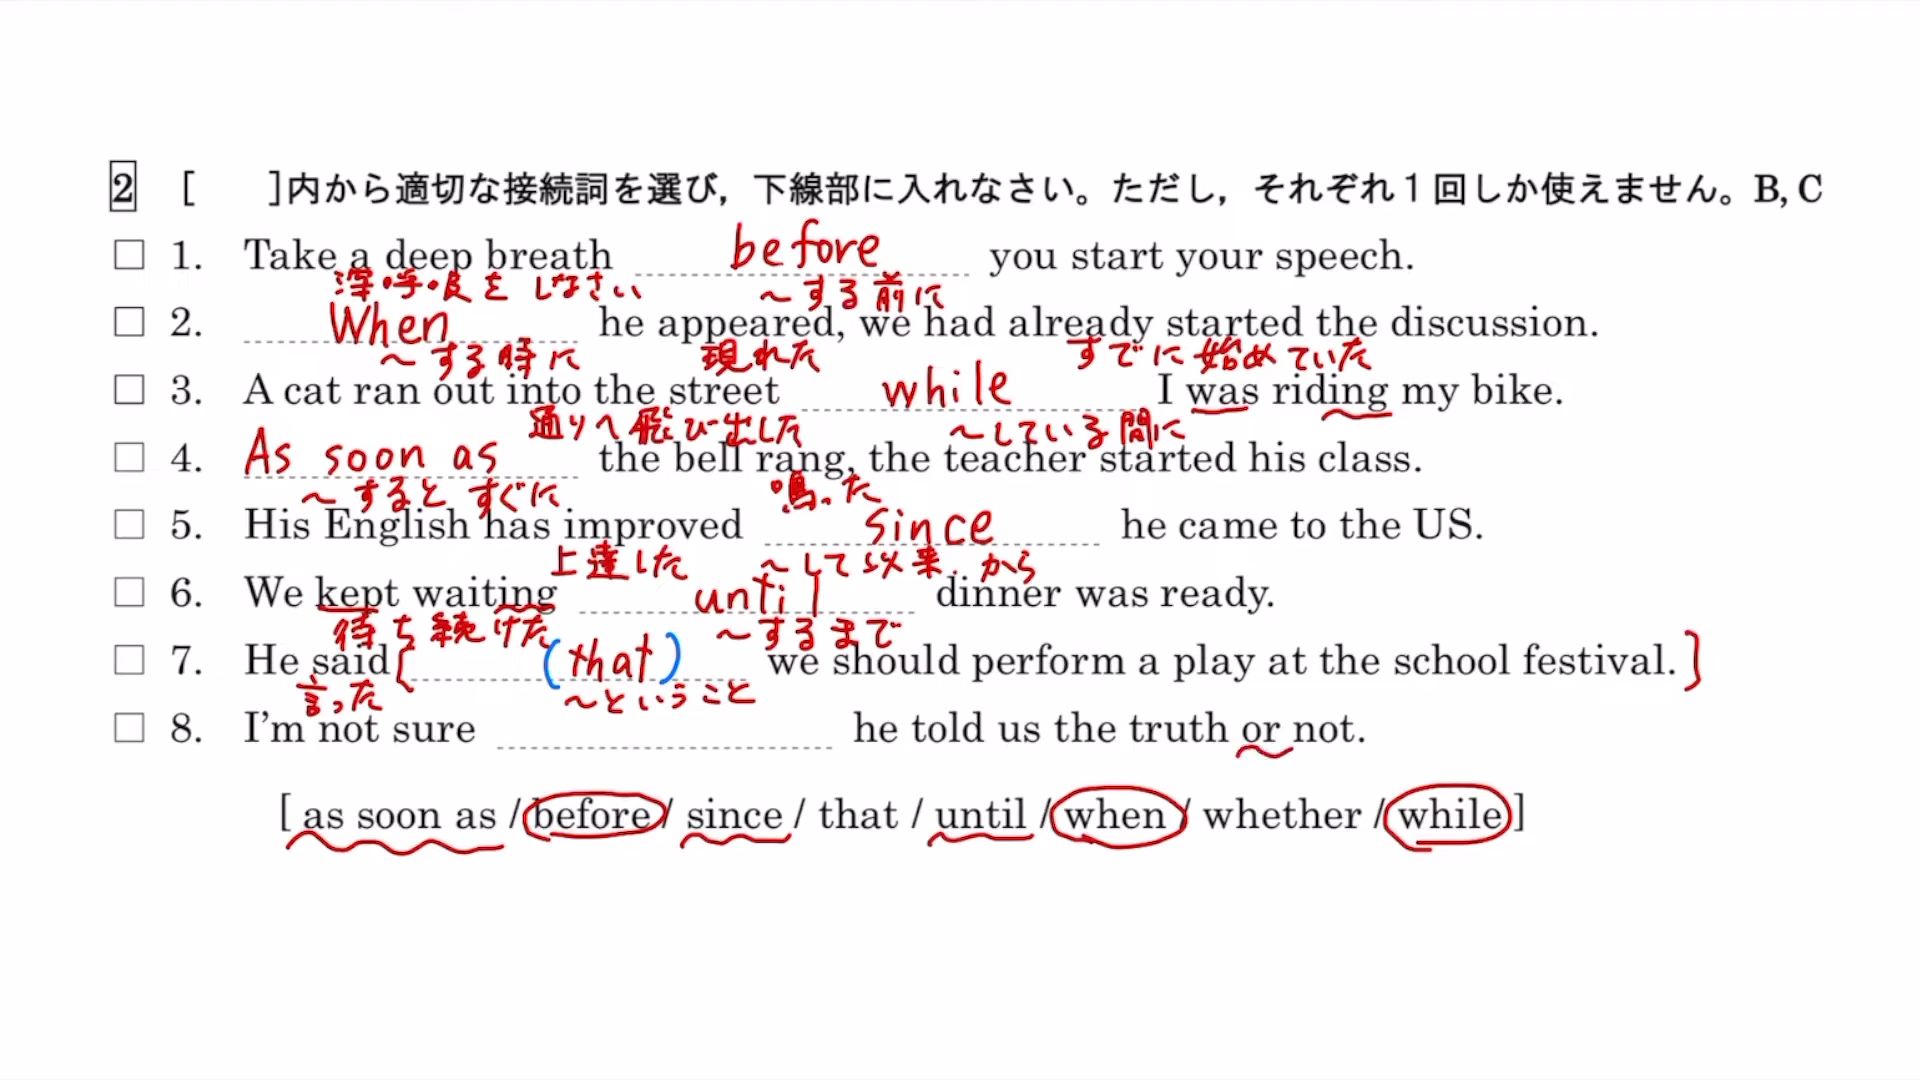 2 [ ]内から適切な接続詞を選び，下線部に入れなさい。ただし，それぞれ1回しか使えません。B, C
□ 1. Take a deep breath before you start your speech.
深呼吸をしなさい ～する前に
□ 2. When he appeared, we had already started the discussion.
～する時に 現れた すでに始めていた
□ 3. A cat ran out into the street while I was riding my bike.
通りへ飛び出した ～している間に
□ 4. As soon as the bell rang, the teacher started his class.
～するとすぐに 鳴った
□ 5. His English has improved since he came to the US.
上達した ～して以来、から
□ 6. We kept waiting until dinner was ready.
待ち続けた ～するまで
□ 7. He said [ (that) we should perform a play at the school festival. ]
言った ～ということ
□ 8. I'm not sure he told us the truth or not.
[ as soon as / before / since / that / until / when / whether / while ]